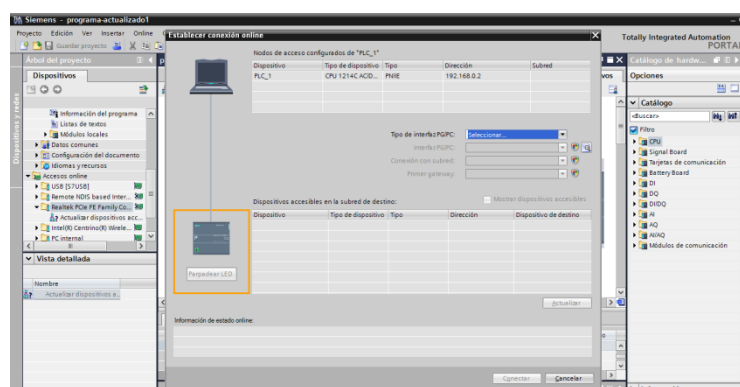 Siemens - programa-actualizado1
Proyecto Edición Ver Insertar Online
Guardar proyecto
Totally Integrated Automation
PORTAL
Establecer conexión online
Árbol del proyecto
Dispositivos
Dispositivos y redes
Información del programa
Listas de textos
Módulos locales
Datos comunes
Configuración del documento
Idiomas y recursos
Accesos online
USB [S7USB]
Remote NDIS based Inter...
Realtek PCIe FE Family Co...
Actualizar dispositivos acc...
Intel(R) Centrino(R) Wirele...
PC internal
Vista detallada
Nombre
Actualizar dispositivos a...
Nodos de acceso configurados de "PLC_1"
Dispositivo Tipo de dispositivo Tipo Dirección Subred
PLC_1 CPU 1214C AC/D... PN/IE 192.168.0.2
Tipo de interfaz PG/PC: Seleccionar...
Interfaz PG/PC:
Conexión con subred:
Primer gateway:
Dispositivos accesibles en la subred de destino:
Mostrar dispositivos accesibles
Dispositivo Tipo de dispositivo Tipo Dirección Dispositivo de destino
Parpadear LED
Actualizar
Información de estado online:
Conectar Cancelar
Catálogo de hardw...
Opciones
Catálogo
<Buscar>
Filtro
CPU
Signal Board
Tarjetas de comunicación
Battery Board
DI
DQ
DI/DQ
AI
AQ
AI/AQ
Módulos de comunicación